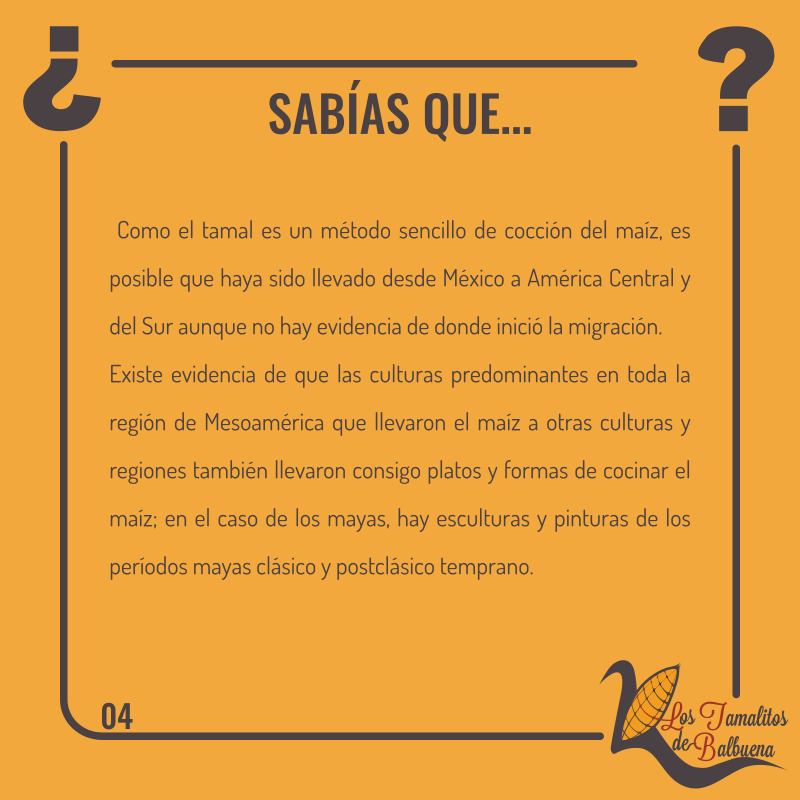 ¿ ?
SABÍAS QUE...
Como el tamal es un método sencillo de cocción del maíz, es
posible que haya sido llevado desde México a América Central y
del Sur aunque no hay evidencia de donde inició la migración.
Existe evidencia de que las culturas predominantes en toda la
región de Mesoamérica que llevaron el maíz a otras culturas y
regiones también llevaron consigo platos y formas de cocinar el
maíz; en el caso de los mayas, hay esculturas y pinturas de los
períodos mayas clásico y postclásico temprano.
04
Los Tamalitos
de Balbuena